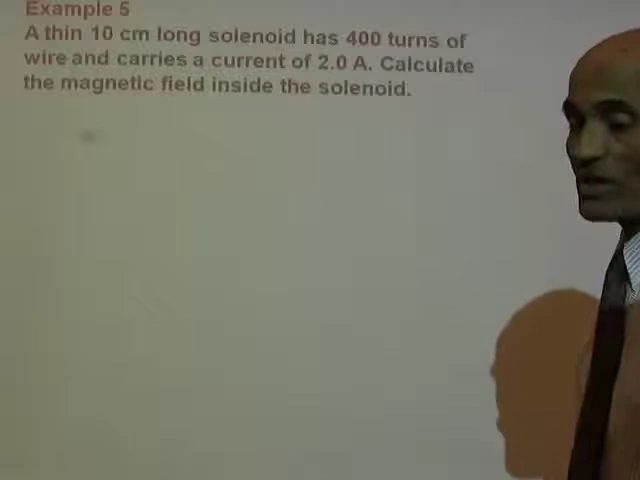 Example 5
A thin 10 cm long solenoid has 400 turns of
wire and carries a current of 2.0 A. Calculate
the magnetic field inside the solenoid.